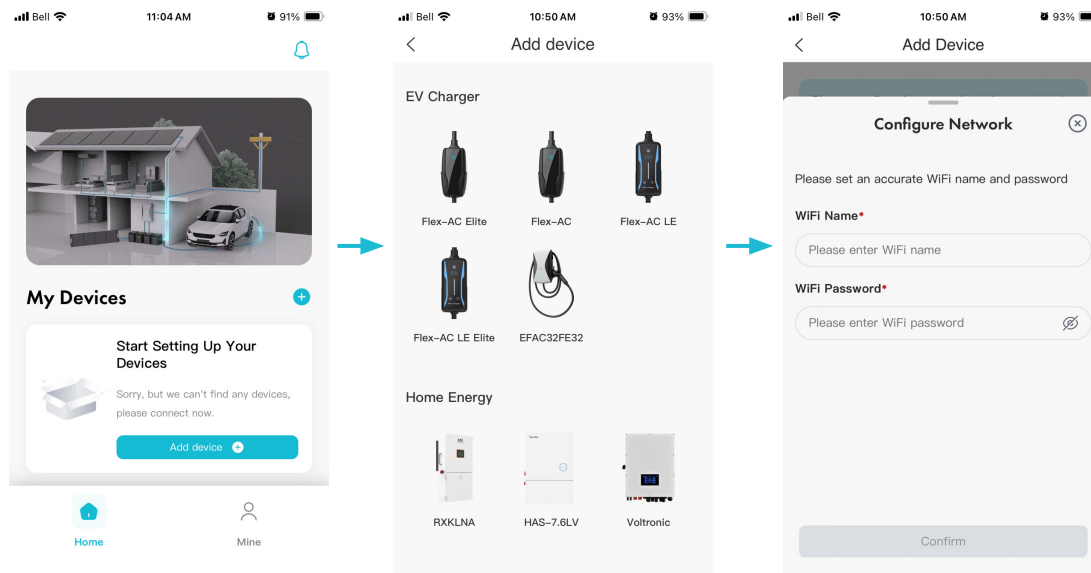 Bell
11:04 AM
91%
My Devices
Start Setting Up Your
Devices
Sorry, but we can't find any devices,
please connect now.
Add device
Home
Mine
Bell
10:50 AM
93%
Add device
EV Charger
Flex-AC Elite
Flex-AC
Flex-AC LE
Flex-AC LE Elite
EFAC32FE32
Home Energy
RXKLNA
HAS-7.6LV
Voltronic
Bell
10:50 AM
93%
Add Device
Configure Network
Please set an accurate WiFi name and password
WiFi Name*
Please enter WiFi name
WiFi Password*
Please enter WiFi password
Confirm